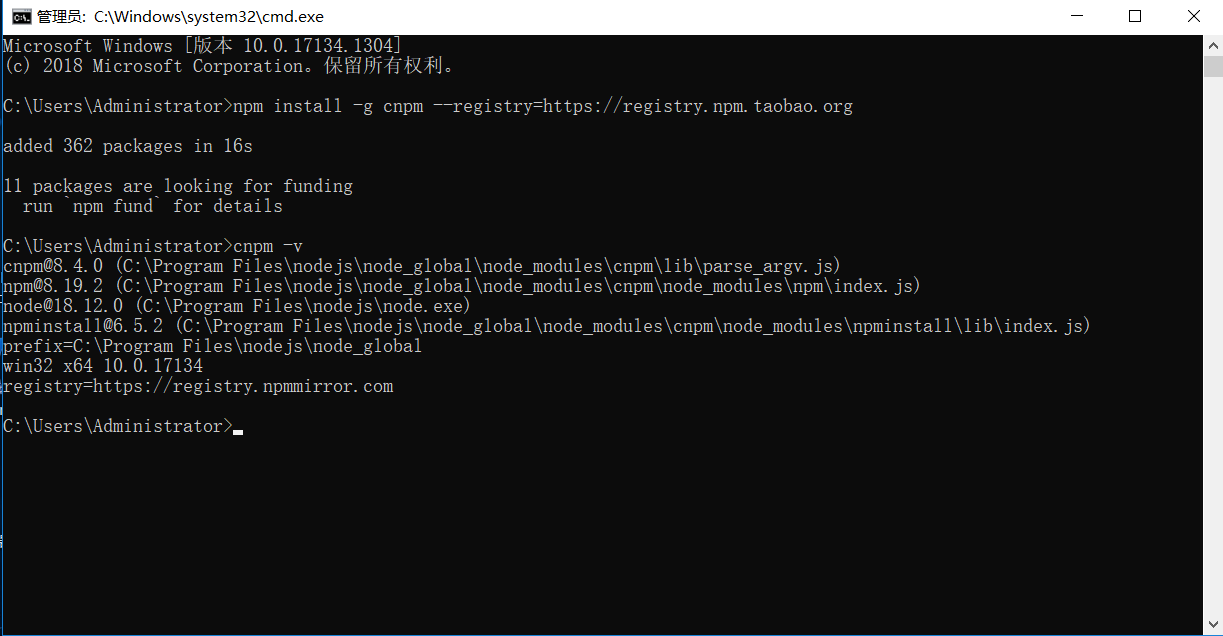 管理员: C:\Windows\system32\cmd.exe
Microsoft Windows [版本 10.0.17134.1304]
(c) 2018 Microsoft Corporation。保留所有权利。
C:\Users\Administrator>npm install -g cnpm --registry=https://registry.npm.taobao.org
added 362 packages in 16s
11 packages are looking for funding
run `npm fund` for details
C:\Users\Administrator>cnpm -v
cnpm@8.4.0 (C:\Program Files\nodejs\node_global\node_modules\cnpm\lib\parse_argv.js)
npm@8.19.2 (C:\Program Files\nodejs\node_global\node_modules\cnpm\node_modules\npm\index.js)
node@18.12.0 (C:\Program Files\nodejs\node.exe)
npminstall@6.5.2 (C:\Program Files\nodejs\node_global\node_modules\cnpm\node_modules\npminstall\lib\index.js)
prefix=C:\Program Files\nodejs\node_global
win32 x64 10.0.17134
registry=https://registry.npmmirror.com
C:\Users\Administrator>